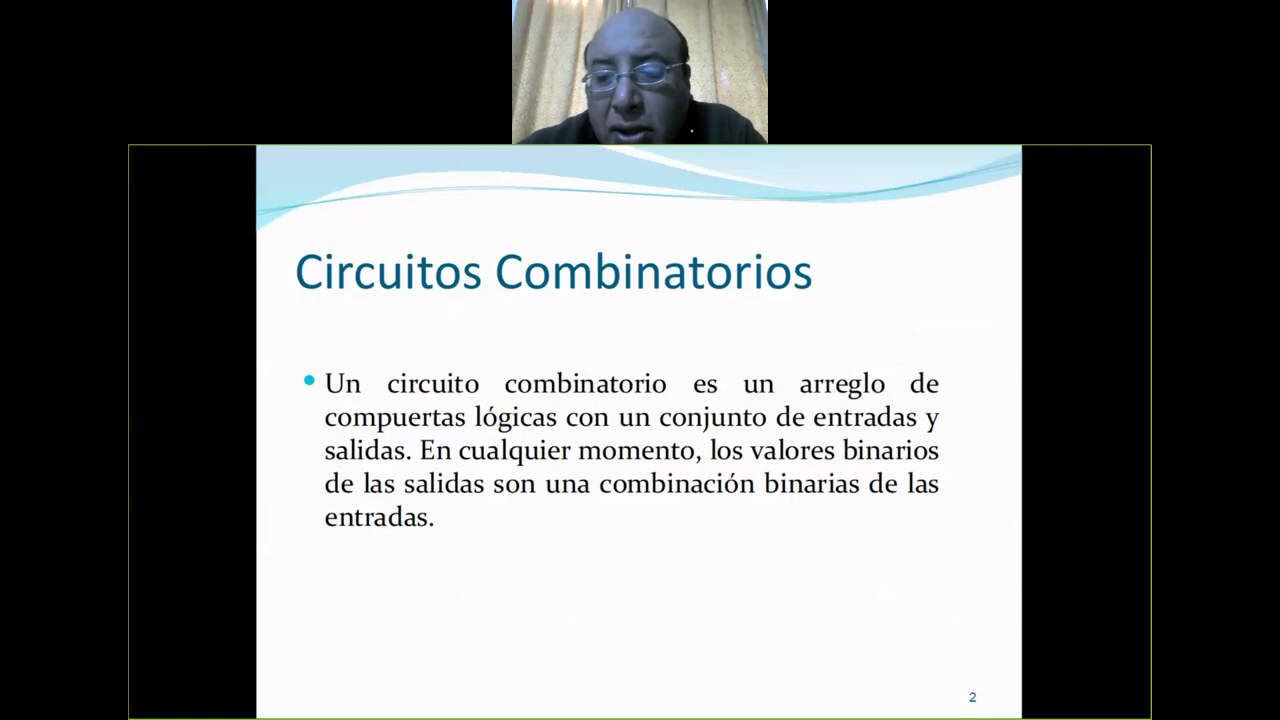 Circuitos Combinatorios
Un circuito combinatorio es un arreglo de
compuertas lógicas con un conjunto de entradas y
salidas. En cualquier momento, los valores binarios
de las salidas son una combinación binarias de las
entradas.
2